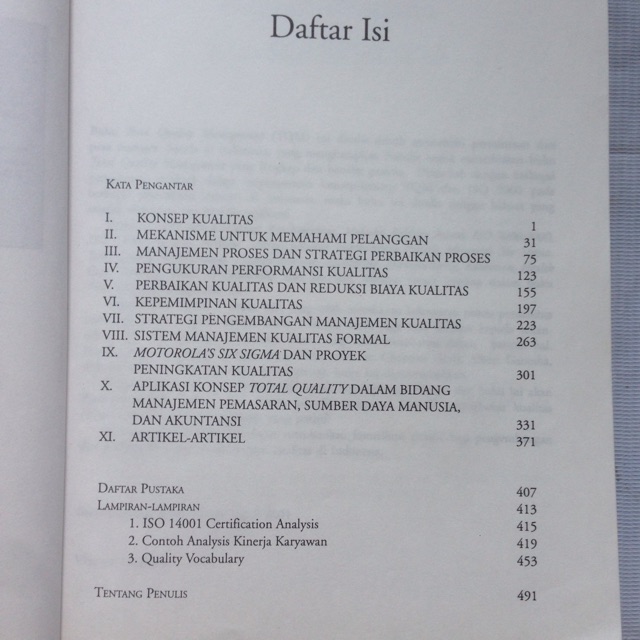 Daftar Isi
KATA PENGANTAR
I. KONSEP KUALITAS 1
II. MEKANISME UNTUK MEMAHAMI PELANGGAN 31
III. MANAJEMEN PROSES DAN STRATEGI PERBAIKAN PROSES 75
IV. PENGUKURAN PERFORMANSI KUALITAS 123
V. PERBAIKAN KUALITAS DAN REDUKSI BIAYA KUALITAS 155
VI. KEPEMIMPINAN KUALITAS 197
VII. STRATEGI PENGEMBANGAN MANAJEMEN KUALITAS 223
VIII. SISTEM MANAJEMEN KUALITAS FORMAL 263
IX. MOTOROLA'S SIX SIGMA DAN PROYEK
PENINGKATAN KUALITAS 301
X. APLIKASI KONSEP TOTAL QUALITY DALAM BIDANG
MANAJEMEN PEMASARAN, SUMBER DAYA MANUSIA,
DAN AKUNTANSI 331
XI. ARTIKEL-ARTIKEL 371
DAFTAR PUSTAKA 407
LAMPIRAN-LAMPIRAN 413
1. ISO 14001 Certification Analysis 415
2. Contoh Analysis Kinerja Karyawan 419
3. Quality Vocabulary 453
TENTANG PENULIS 491